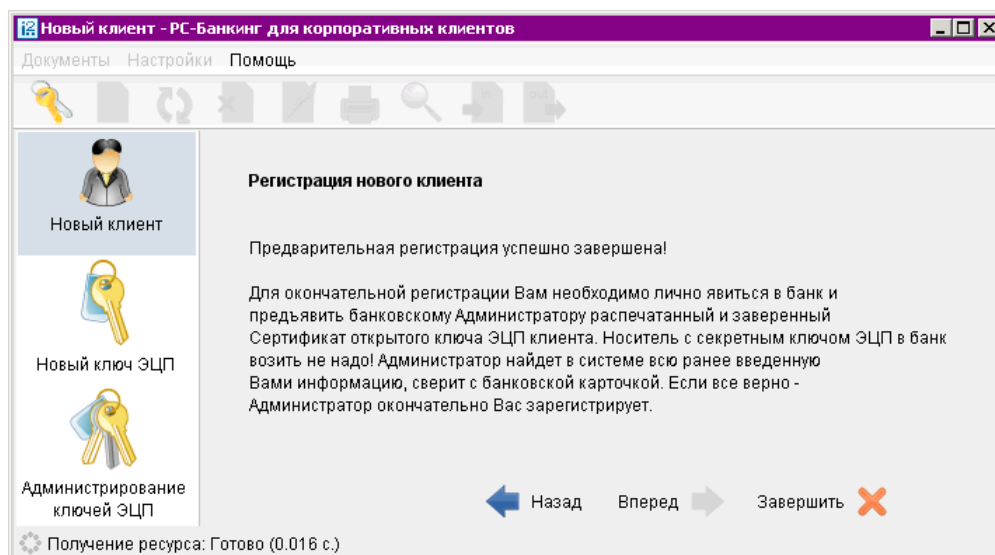 Новый клиент - РС-Банкинг для корпоративных клиентов
Документы Настройки Помощь
in out
Новый клиент
Новый ключ ЭЦП
Администрирование
ключей ЭЦП
Регистрация нового клиента
Предварительная регистрация успешно завершена!
Для окончательной регистрации Вам необходимо лично явиться в банк и
предъявить банковскому Администратору распечатанный и заверенный
Сертификат открытого ключа ЭЦП клиента. Носитель с секретным ключом ЭЦП в банк
возить не надо! Администратор найдет в системе всю ранее введенную
Вами информацию, сверит с банковской карточкой. Если все верно -
Администратор окончательно Вас зарегистрирует.
Назад Вперед Завершить
Получение ресурса: Готово (0.016 с.)